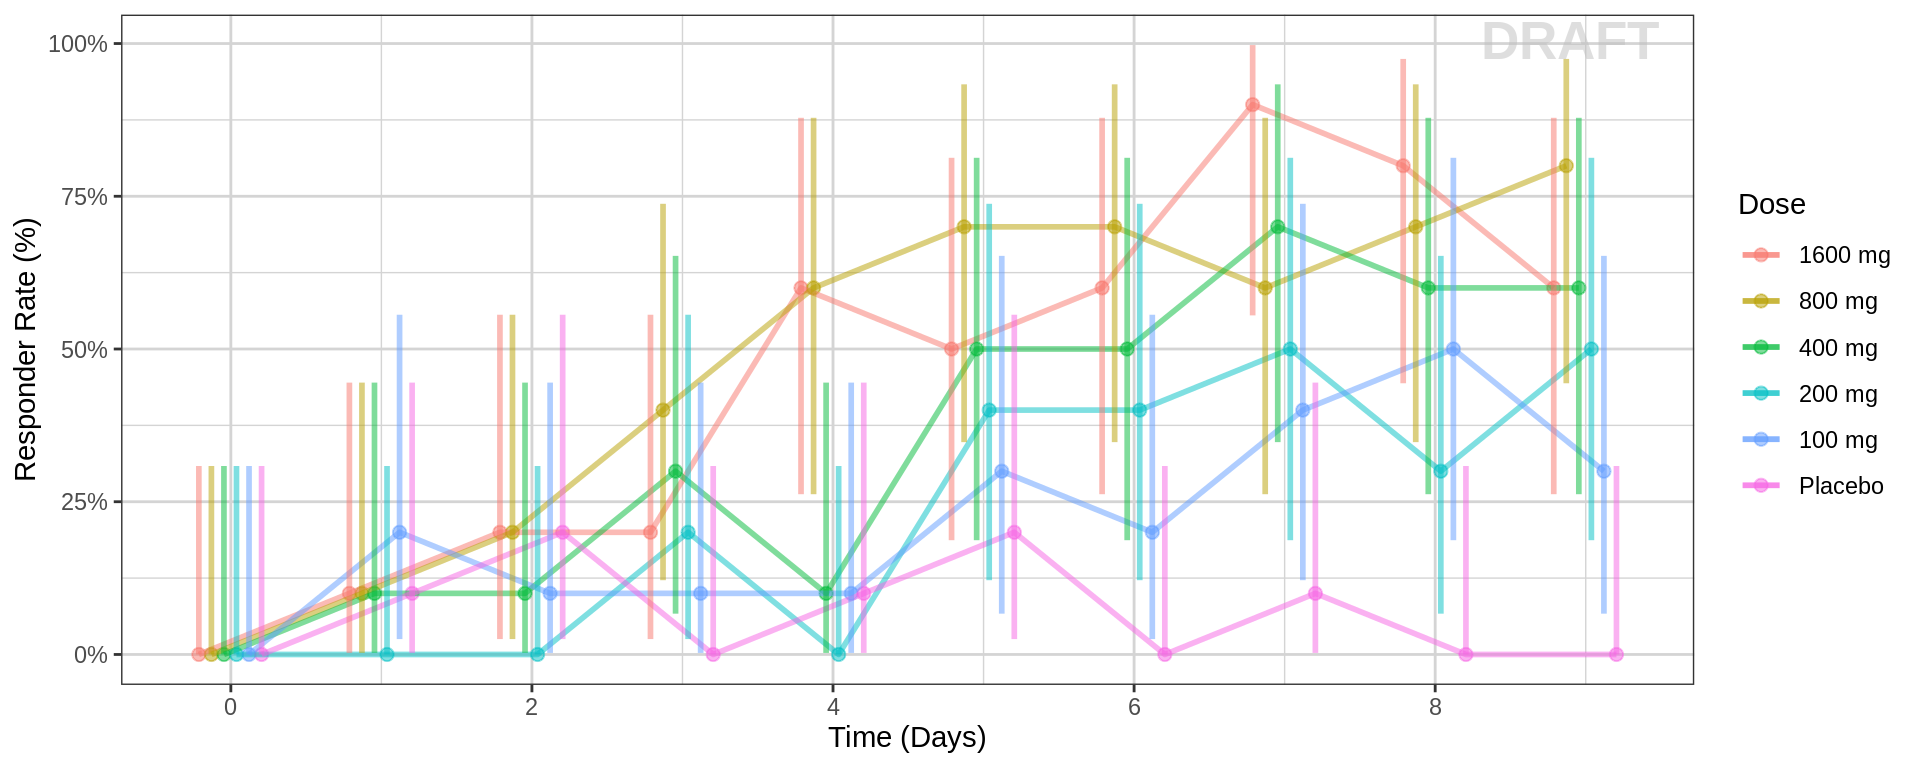 DRAFT
100%
75%
50%
25%
0%
Responder Rate (%)
0 2 4 6 8
Time (Days)
Dose
1600 mg
800 mg
400 mg
200 mg
100 mg
Placebo